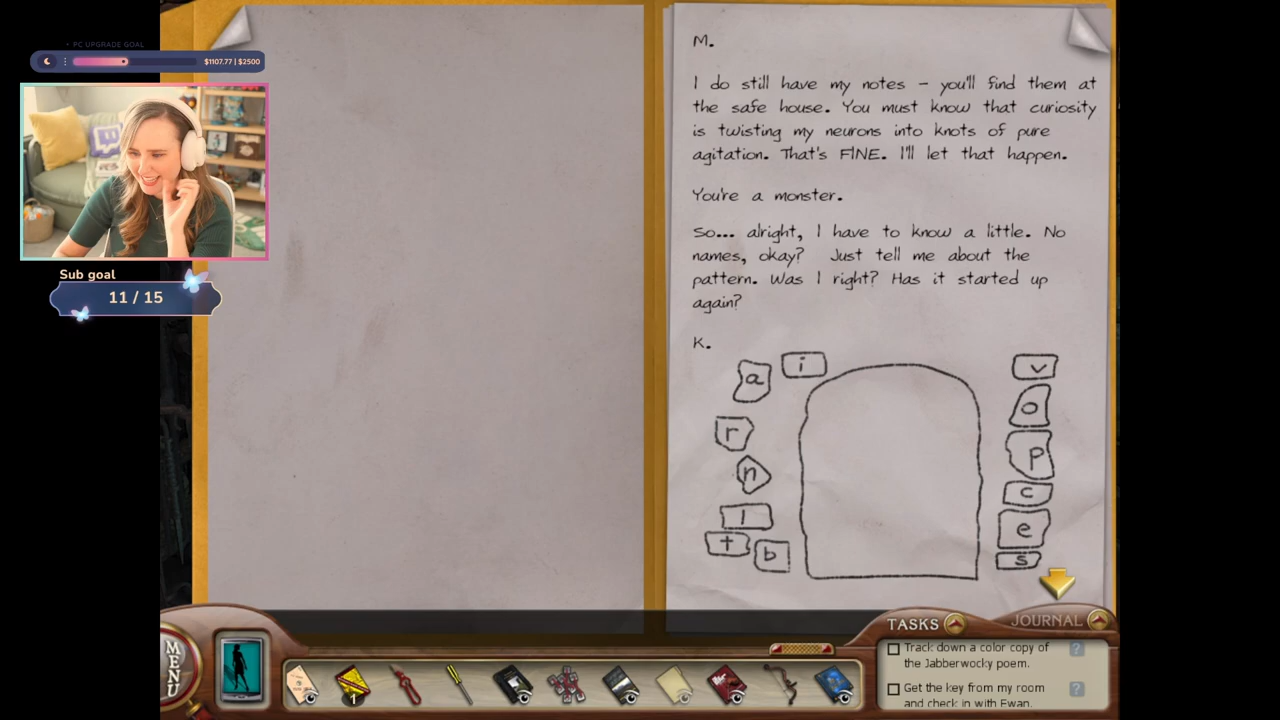 • PC UPGRADE GOAL
$1107.77 | $2500
Sub goal
11 / 15
M.
I do still have my notes – you'll find them at
the safe house. You must know that curiosity
is twisting my neurons into knots of pure
agitation. That's FINE. I'll let that happen.
You're a monster.
So... alright, I have to know a little. No
names, okay? Just tell me about the
pattern. Was I right? Has it started up
again?
K.
i
a
r
n
l
t
b
v
o
p
c
e
s
MENU
1
TASKS
JOURNAL
Track down a color copy of
the Jabberwocky poem.
?
Get the key from my room
and check in with Ewan.
?